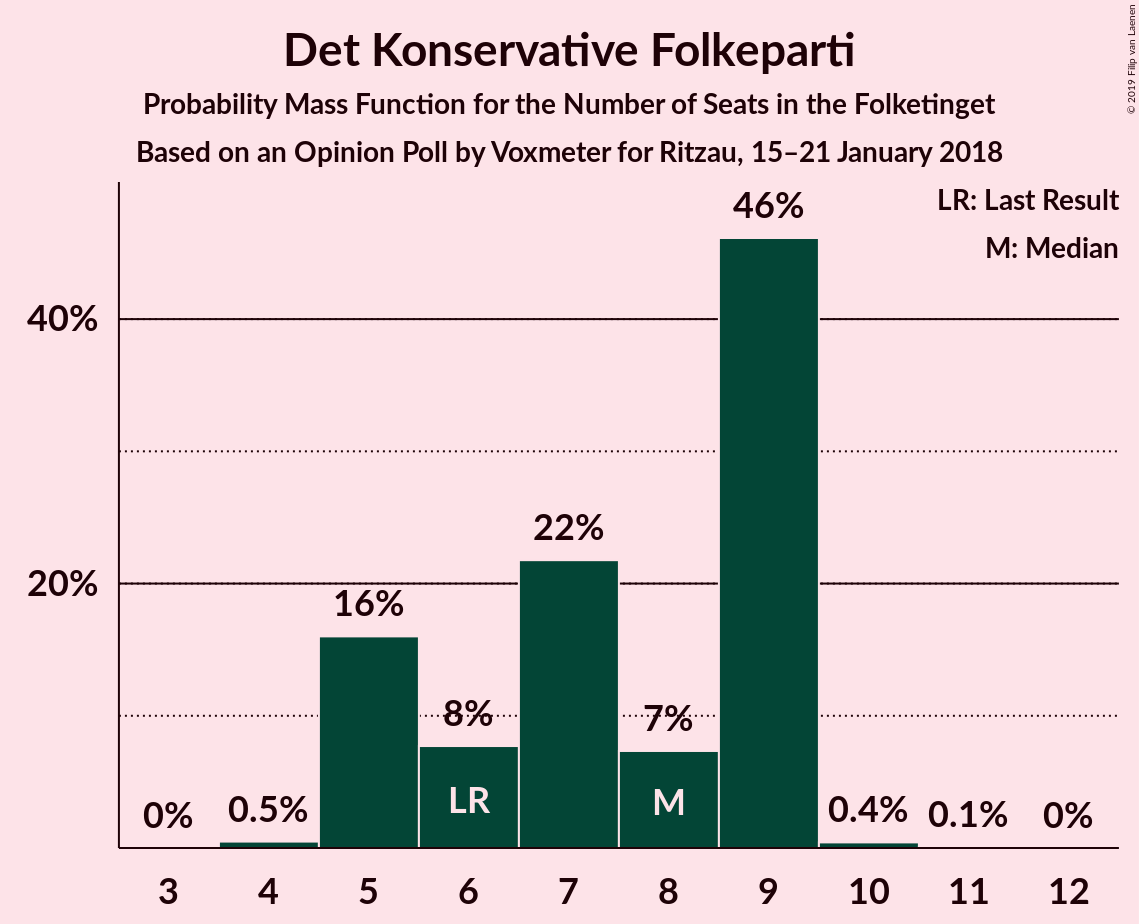 Det Konservative Folkeparti
Probability Mass Function for the Number of Seats in the Folketinget
Based on an Opinion Poll by Voxmeter for Ritzau, 15–21 January 2018
© 2019 Filip van Laenen
LR: Last Result
M: Median
46%
40%
22%
20%
16%
8%
7%
LR
M
0%
0.5%
0.4%
0.1%
0%
3 4 5 6 7 8 9 10 11 12